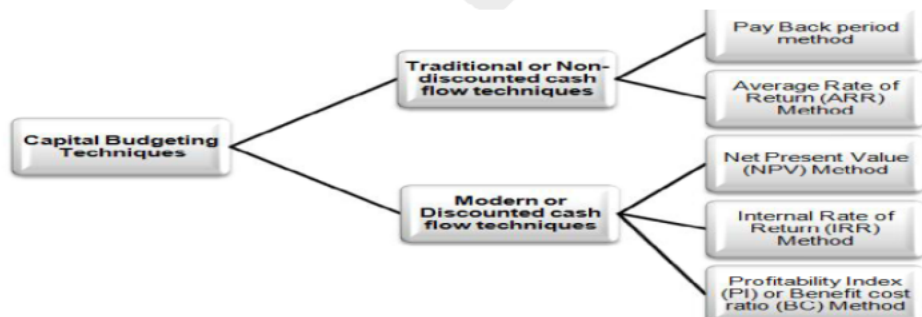 Capital Budgeting
Techniques
Traditional or Non-
discounted cash
flow techniques
Pay Back period
method
Average Rate of
Return (ARR)
Method
Modern or
Discounted cash
flow techniques
Net Present Value
(NPV) Method
Internal Rate of
Return (IRR)
Method
Profitability Index
(PI) or Benefit cost
ratio (BC) Method